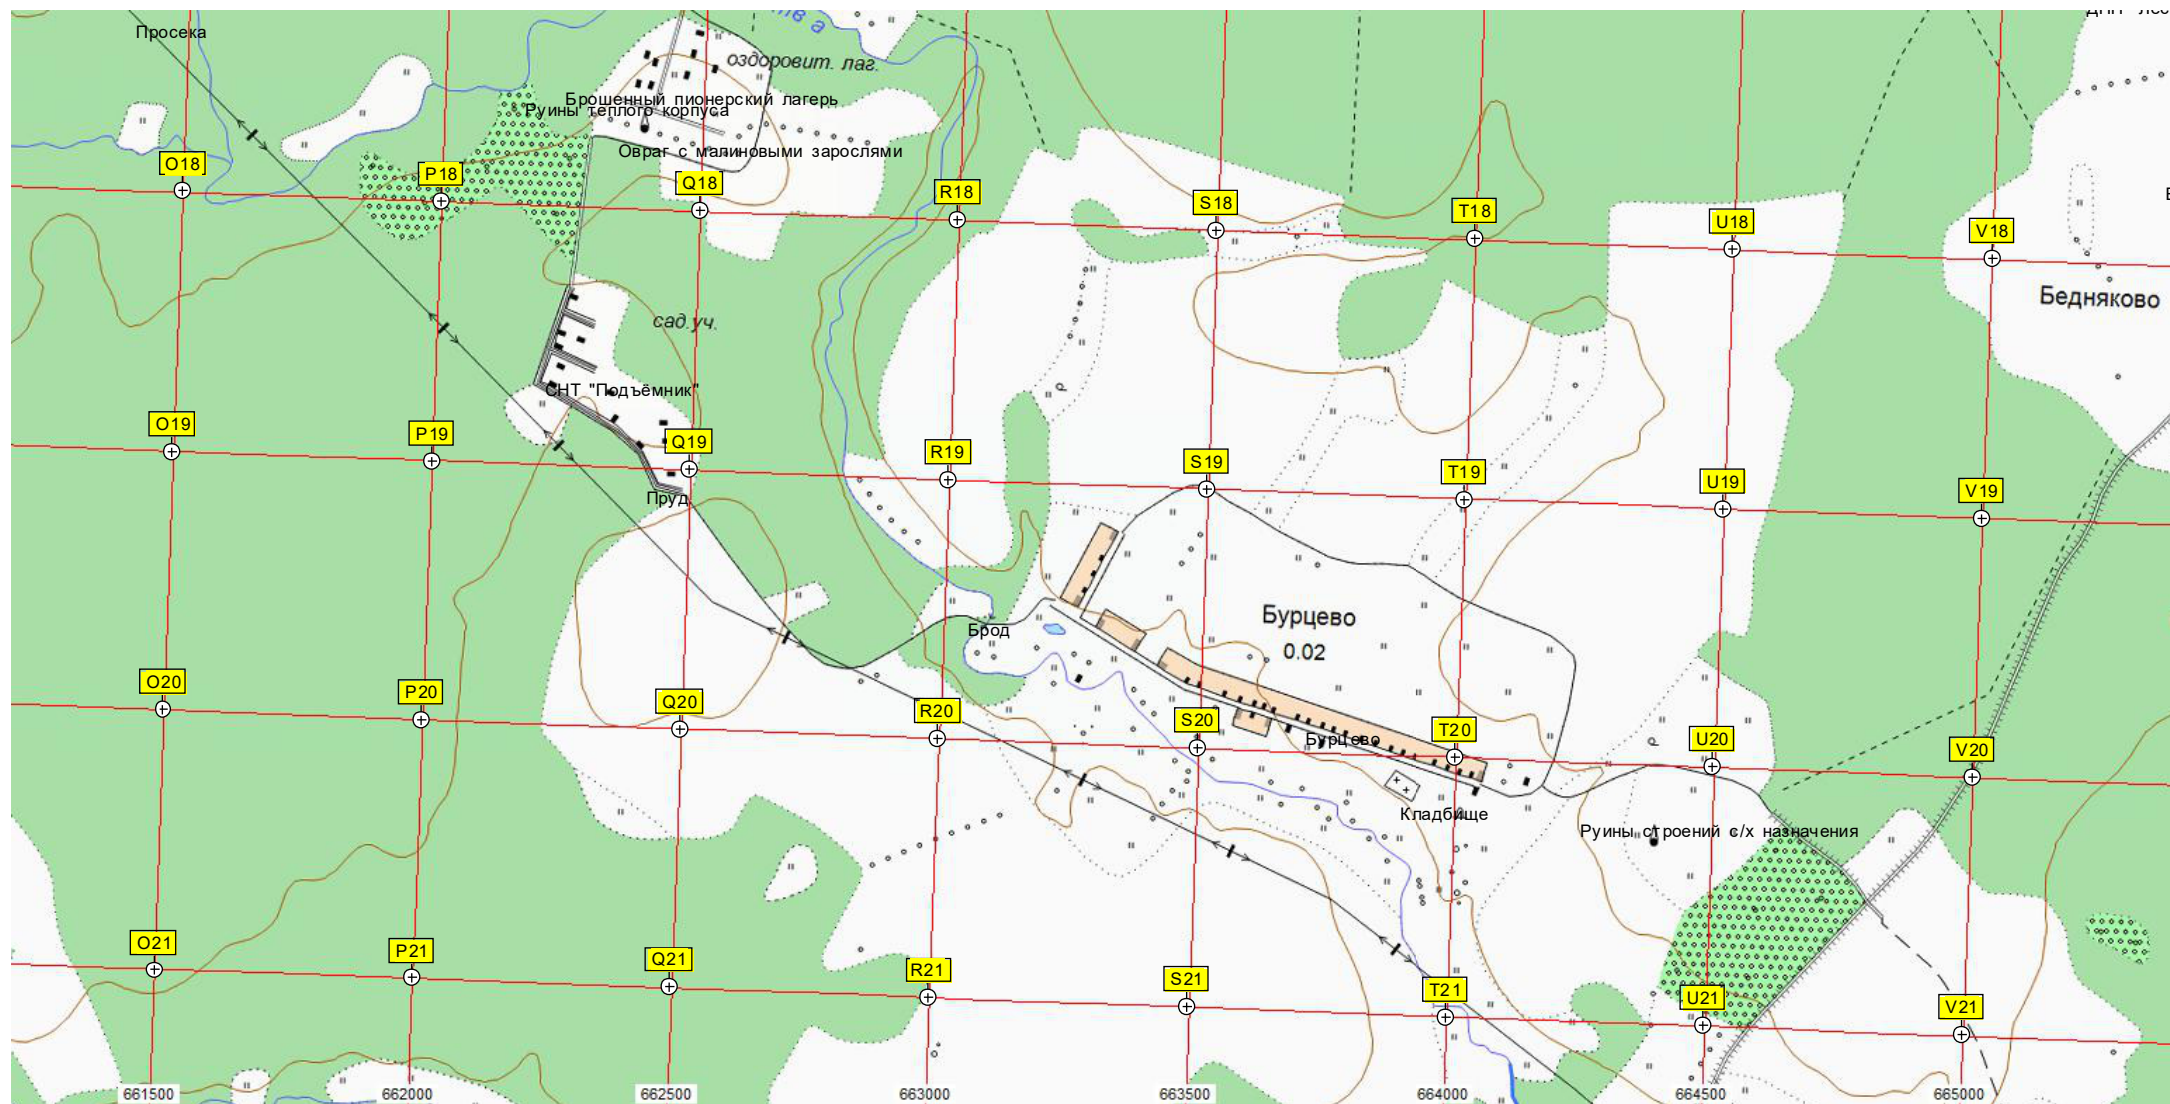 Просека
тва
оздоровит. лаг.
Брошенный пионерский лагерь
Руины теплого корпуса
Овраг с малиновыми зарослями
O18
P18
Q18
R18
S18
T18
U18
V18
Бедняково
сад.уч.
СНТ "Подъёмник"
O19
P19
Q19
R19
S19
T19
U19
V19
Пруд
Брод
Бурцево
0.02
O20
P20
Q20
R20
S20
T20
U20
V20
Бурцево
Кладбище
Руины строений с/х назначения
O21
P21
Q21
R21
S21
T21
U21
V21
661500
662000
662500
663000
663500
664000
664500
665000